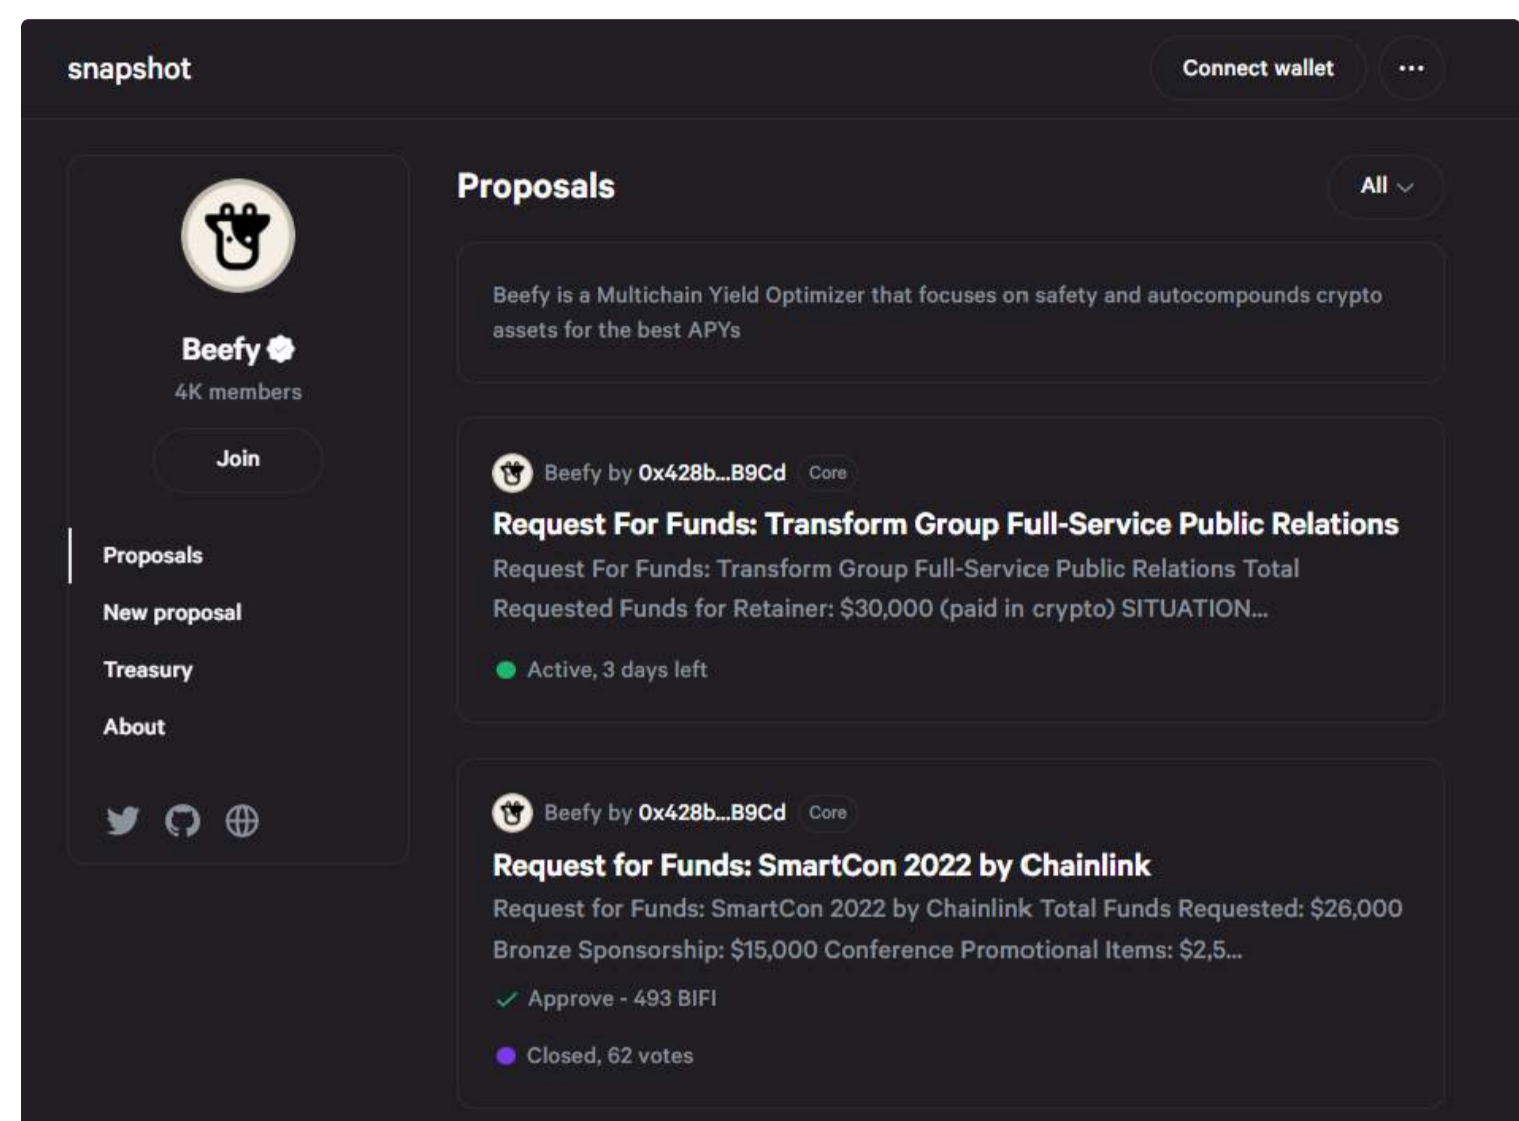 snapshot
Connect wallet
...
Beefy
4K members
Join
Proposals
New proposal
Treasury
About
Proposals
All
Beefy is a Multichain Yield Optimizer that focuses on safety and autocompounds crypto
assets for the best APYs
Beefy by 0x428b...B9Cd Core
Request For Funds: Transform Group Full-Service Public Relations
Request For Funds: Transform Group Full-Service Public Relations Total
Requested Funds for Retainer: $30,000 (paid in crypto) SITUATION...
Active, 3 days left
Beefy by 0x428b...B9Cd Core
Request for Funds: SmartCon 2022 by Chainlink
Request for Funds: SmartCon 2022 by Chainlink Total Funds Requested: $26,000
Bronze Sponsorship: $15,000 Conference Promotional Items: $2,5...
Approve - 493 BIFI
Closed, 62 votes